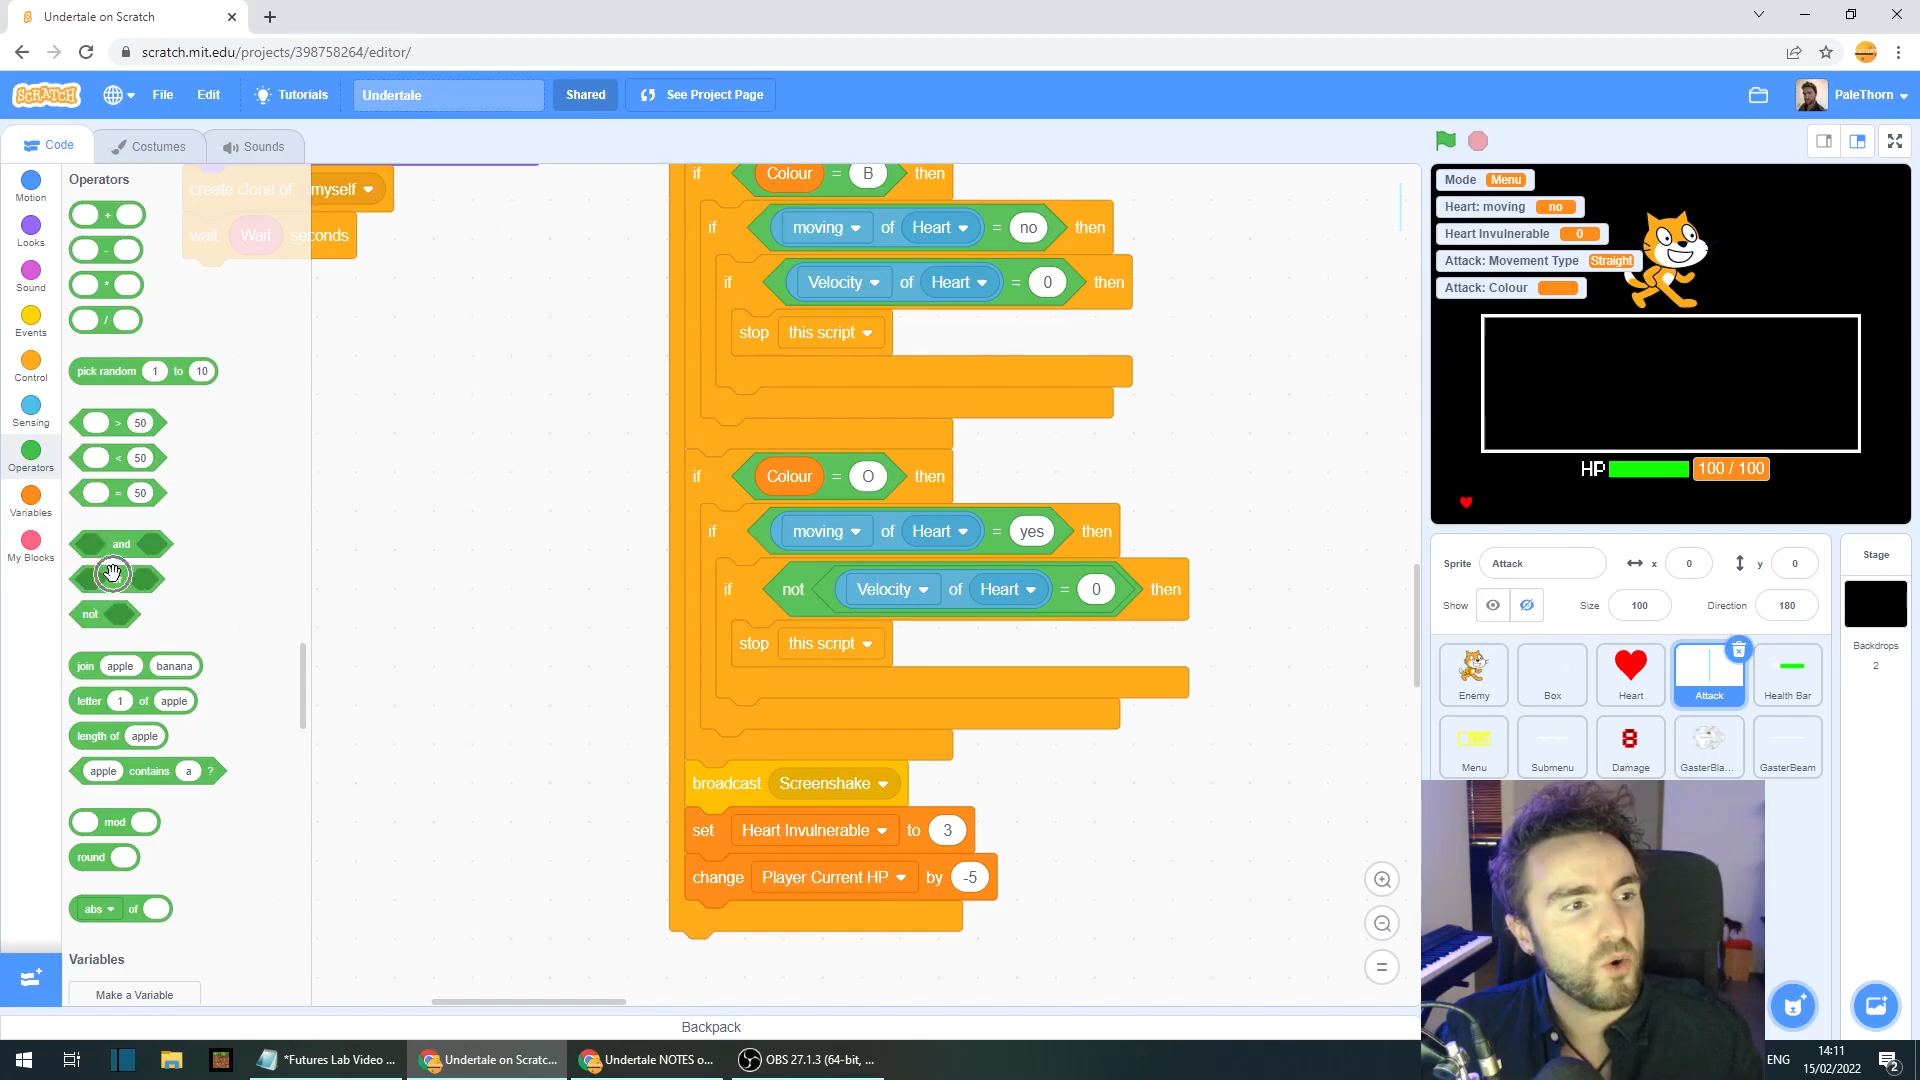 Undertale on Scratch
scratch.mit.edu/projects/398758264/editor/
SCRATCH
File
Edit
Tutorials
Undertale
Shared
See Project Page
PaleThorn
Code
Costumes
Sounds
Motion
Looks
Sound
Events
Control
Sensing
Operators
Variables
My Blocks
Operators
+
-
*
/
pick random 1 to 10
> 50
< 50
= 50
and
not
join apple banana
letter 1 of apple
length of apple
apple contains a ?
mod
round
abs of
Variables
Make a Variable
create clone of myself
wait Wait seconds
if Colour = B then
if moving of Heart = no then
if Velocity of Heart = 0 then
stop this script
if Colour = O then
if moving of Heart = yes then
if not Velocity of Heart = 0 then
stop this script
broadcast Screenshake
set Heart Invulnerable to 3
change Player Current HP by -5
Backpack
Mode Menu
Heart: moving no
Heart Invulnerable 0
Attack: Movement Type Straight
Attack: Colour
HP 100 / 100
Sprite Attack x 0 y 0
Show Size 100 Direction 180
Enemy
Box
Heart
Attack
Health Bar
Menu
Submenu
8
Damage
GasterBla...
GasterBeam
Stage
Backdrops
2
*Futures Lab Video ...
Undertale on Scratc...
Undertale NOTES o...
OBS 27.1.3 (64-bit, ...
ENG
14:11
15/02/2022
2